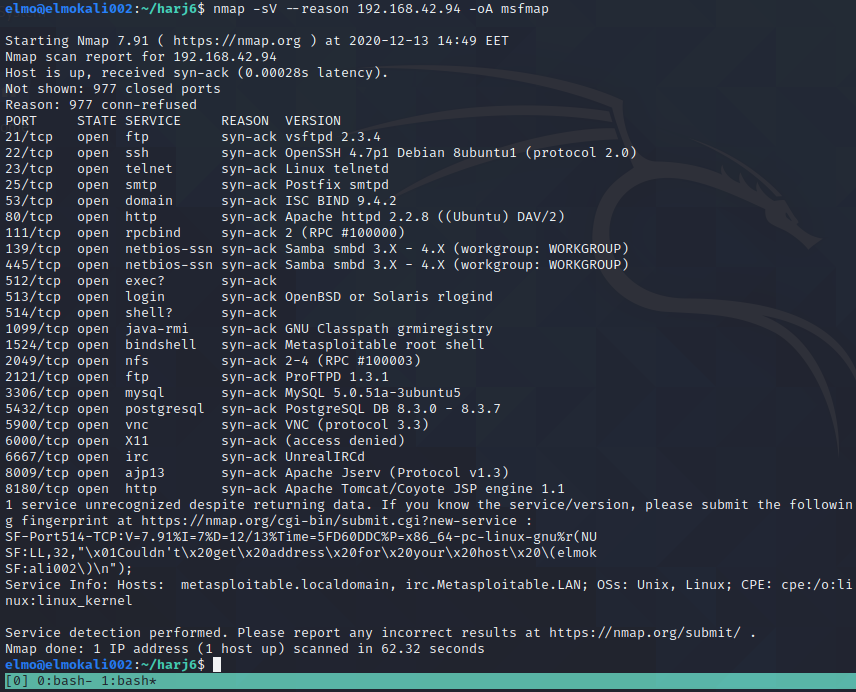 elmo@elmokali002:~/harj6$ nmap -sV --reason 192.168.42.94 -oA msfmap

Starting Nmap 7.91 ( https://nmap.org ) at 2020-12-13 14:49 EET
Nmap scan report for 192.168.42.94
Host is up, received syn-ack (0.00028s latency).
Not shown: 977 closed ports
Reason: 977 conn-refused
PORT     STATE SERVICE     REASON  VERSION
21/tcp   open  ftp         syn-ack vsftpd 2.3.4
22/tcp   open  ssh         syn-ack OpenSSH 4.7p1 Debian 8ubuntu1 (protocol 2.0)
23/tcp   open  telnet      syn-ack Linux telnetd
25/tcp   open  smtp        syn-ack Postfix smtpd
53/tcp   open  domain      syn-ack ISC BIND 9.4.2
80/tcp   open  http        syn-ack Apache httpd 2.2.8 ((Ubuntu) DAV/2)
111/tcp  open  rpcbind     syn-ack 2 (RPC #100000)
139/tcp  open  netbios-ssn syn-ack Samba smbd 3.X - 4.X (workgroup: WORKGROUP)
445/tcp  open  netbios-ssn syn-ack Samba smbd 3.X - 4.X (workgroup: WORKGROUP)
512/tcp  open  exec?       syn-ack
513/tcp  open  login       syn-ack OpenBSD or Solaris rlogind
514/tcp  open  shell?      syn-ack
1099/tcp open  java-rmi    syn-ack GNU Classpath grmiregistry
1524/tcp open  bindshell   syn-ack Metasploitable root shell
2049/tcp open  nfs         syn-ack 2-4 (RPC #100003)
2121/tcp open  ftp         syn-ack ProFTPD 1.3.1
3306/tcp open  mysql       syn-ack MySQL 5.0.51a-3ubuntu5
5432/tcp open  postgresql  syn-ack PostgreSQL DB 8.3.0 - 8.3.7
5900/tcp open  vnc         syn-ack VNC (protocol 3.3)
6000/tcp open  X11         syn-ack (access denied)
6667/tcp open  irc         syn-ack UnrealIRCd
8009/tcp open  ajp13       syn-ack Apache Jserv (Protocol v1.3)
8180/tcp open  http        syn-ack Apache Tomcat/Coyote JSP engine 1.1
1 service unrecognized despite returning data. If you know the service/version, please submit the followin
g fingerprint at https://nmap.org/cgi-bin/submit.cgi?new-service :
SF-Port514-TCP:V=7.91%I=7%D=12/13%Time=5FD60DDC%P=x86_64-pc-linux-gnu%r(NU
SF:LL,32,"\x01Couldn't\x20get\x20address\x20for\x20your\x20host\x20\(elmok
SF:ali002\)\n");
Service Info: Hosts:  metasploitable.localdomain, irc.Metasploitable.LAN; OSs: Unix, Linux; CPE: cpe:/o:li
nux:linux_kernel

Service detection performed. Please report any incorrect results at https://nmap.org/submit/ .
Nmap done: 1 IP address (1 host up) scanned in 62.32 seconds
elmo@elmokali002:~/harj6$
[0] 0:bash- 1:bash*